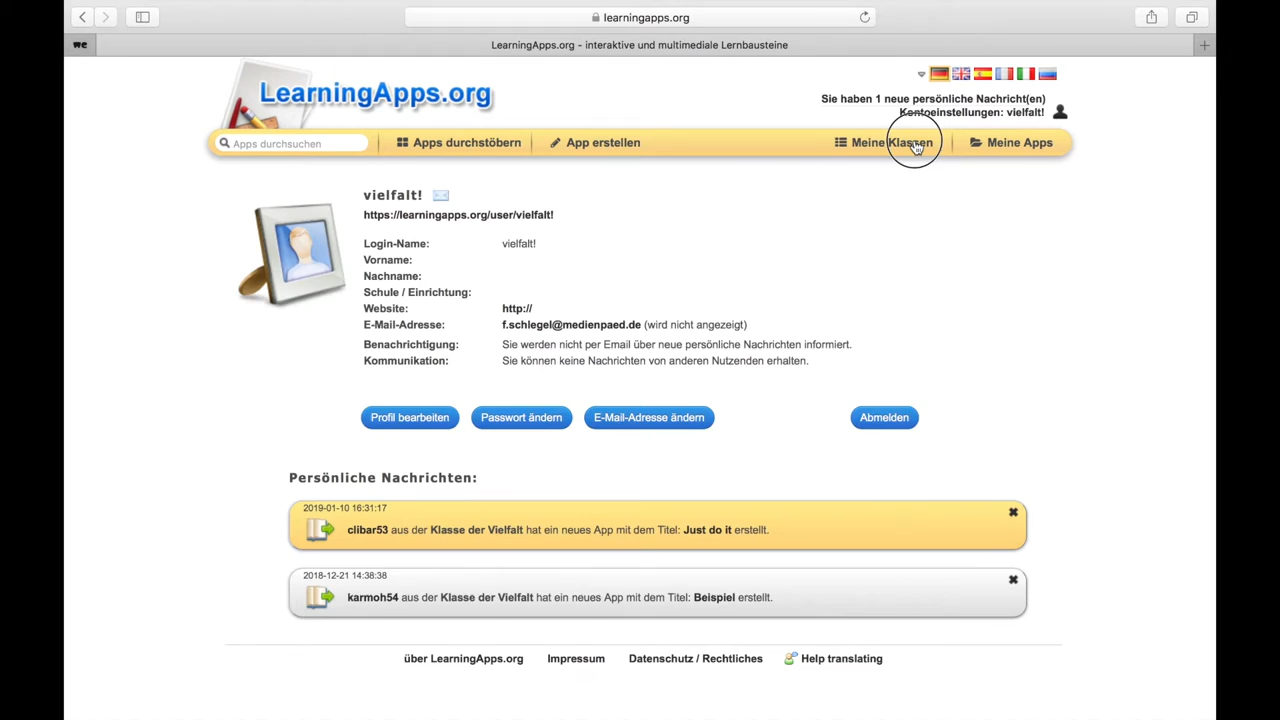 learningapps.org
we
LearningApps.org - interaktive und multimediale Lernbausteine
LearningApps.org
Sie haben 1 neue persönliche Nachricht(en)
Kontoeinstellungen: vielfalt!
Apps durchsuchen
Apps durchstöbern
App erstellen
Meine Klassen
Meine Apps
vielfalt!
https://learningapps.org/user/vielfalt!
Login-Name: vielfalt!
Vorname:
Nachname:
Schule / Einrichtung:
Website: http://
E-Mail-Adresse: f.schlegel@medienpaed.de (wird nicht angezeigt)
Benachrichtigung: Sie werden nicht per Email über neue persönliche Nachrichten informiert.
Kommunikation: Sie können keine Nachrichten von anderen Nutzenden erhalten.
Profil bearbeiten
Passwort ändern
E-Mail-Adresse ändern
Abmelden
Persönliche Nachrichten:
2019-01-10 16:31:17
clibar53 aus der Klasse der Vielfalt hat ein neues App mit dem Titel: Just do it erstellt.
2018-12-21 14:38:38
karmoh54 aus der Klasse der Vielfalt hat ein neues App mit dem Titel: Beispiel erstellt.
über LearningApps.org
Impressum
Datenschutz / Rechtliches
Help translating